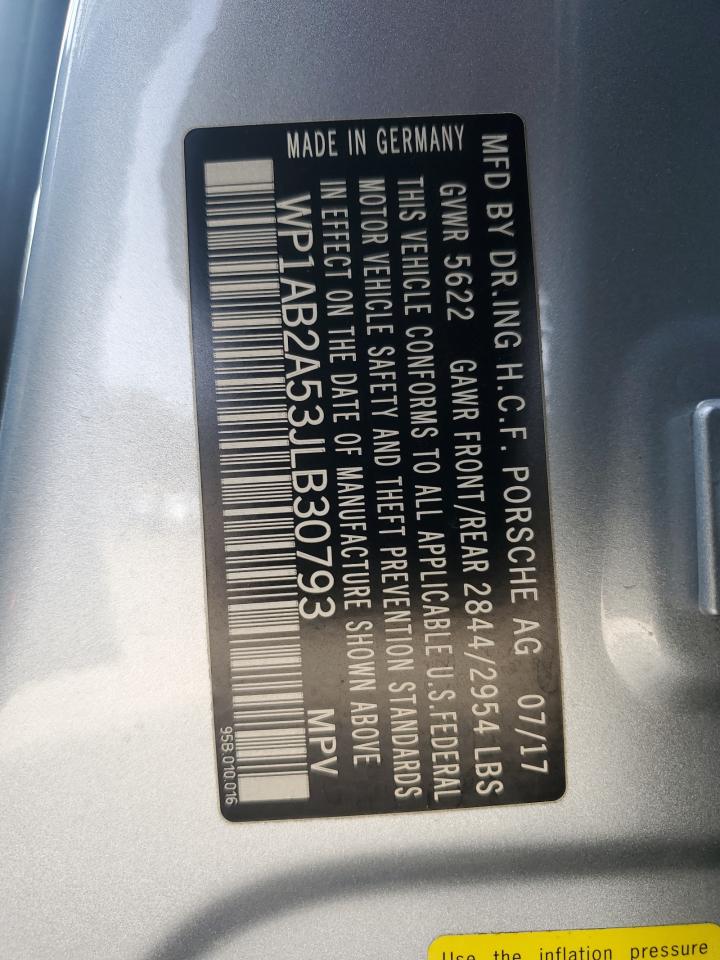 MFD BY DR.ING H.C.F. PORSCHE AG 07/17
GVWR 5622 GAWR FRONT/REAR 2844/2954 LBS
THIS VEHICLE CONFORMS TO ALL APPLICABLE U.S.FEDERAL
MOTOR VEHICLE SAFETY AND THEFT PREVENTION STANDARDS
IN EFFECT ON THE DATE OF MANUFACTURE SHOWN ABOVE
WP1AB2A53JLB30793 MPV
MADE IN GERMANY
95B.010.016
Use the inflation pressure